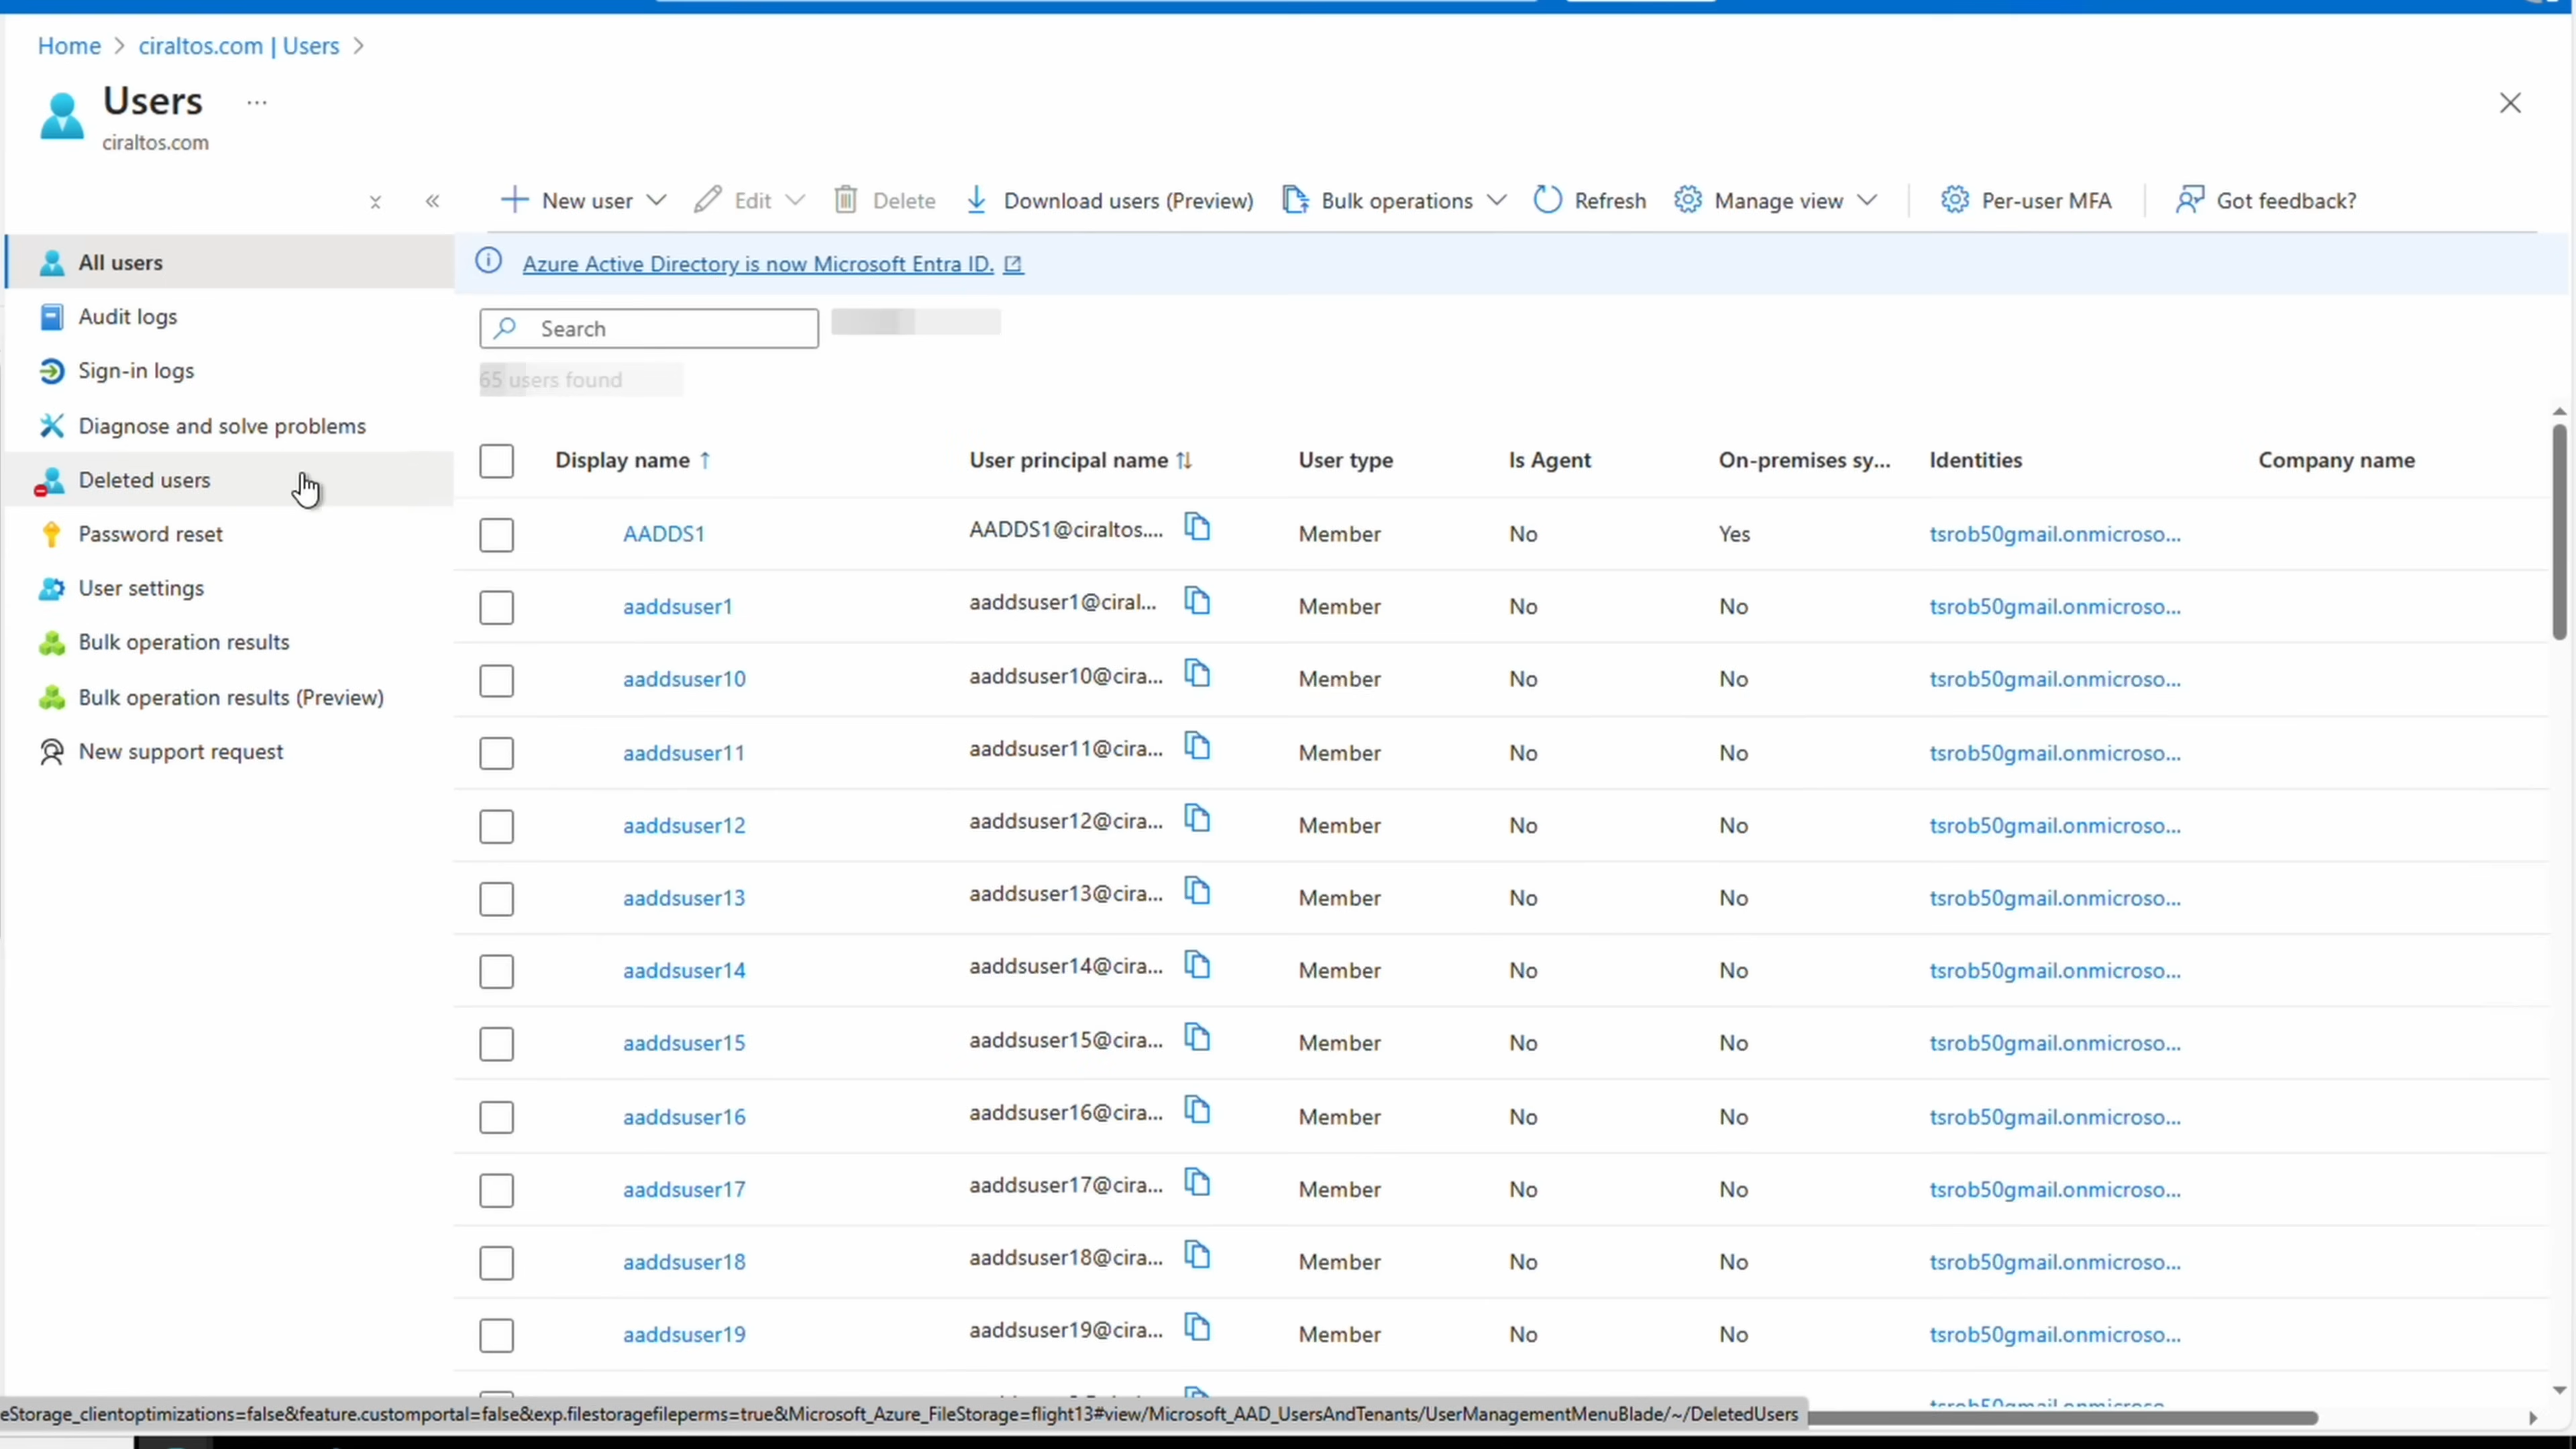 Home > ciraltos.com | Users >
Users ...
ciraltos.com
New user Edit Delete Download users (Preview) Bulk operations Refresh Manage view Per-user MFA Got feedback?
All users
Audit logs
Sign-in logs
Diagnose and solve problems
Deleted users
Password reset
User settings
Bulk operation results
Bulk operation results (Preview)
New support request
Azure Active Directory is now Microsoft Entra ID.
Search
65 users found
Display name User principal name User type Is Agent On-premises sy... Identities Company name
AADDS1 AADDS1@ciraltos.... Member No Yes tsrob50gmail.onmicroso...
aaddsuser1 aaddsuser1@ciral... Member No No tsrob50gmail.onmicroso...
aaddsuser10 aaddsuser10@cira... Member No No tsrob50gmail.onmicroso...
aaddsuser11 aaddsuser11@cira... Member No No tsrob50gmail.onmicroso...
aaddsuser12 aaddsuser12@cira... Member No No tsrob50gmail.onmicroso...
aaddsuser13 aaddsuser13@cira... Member No No tsrob50gmail.onmicroso...
aaddsuser14 aaddsuser14@cira... Member No No tsrob50gmail.onmicroso...
aaddsuser15 aaddsuser15@cira... Member No No tsrob50gmail.onmicroso...
aaddsuser16 aaddsuser16@cira... Member No No tsrob50gmail.onmicroso...
aaddsuser17 aaddsuser17@cira... Member No No tsrob50gmail.onmicroso...
aaddsuser18 aaddsuser18@cira... Member No No tsrob50gmail.onmicroso...
aaddsuser19 aaddsuser19@cira... Member No No tsrob50gmail.onmicroso...
eStorage_clientoptimizations=false&feature.customportal=false&exp.filestoragefileperms=true&Microsoft_Azure_FileStorage=flight13#view/Microsoft_AAD_UsersAndTenants/UserManagementMenuBlade/~/DeletedUsers